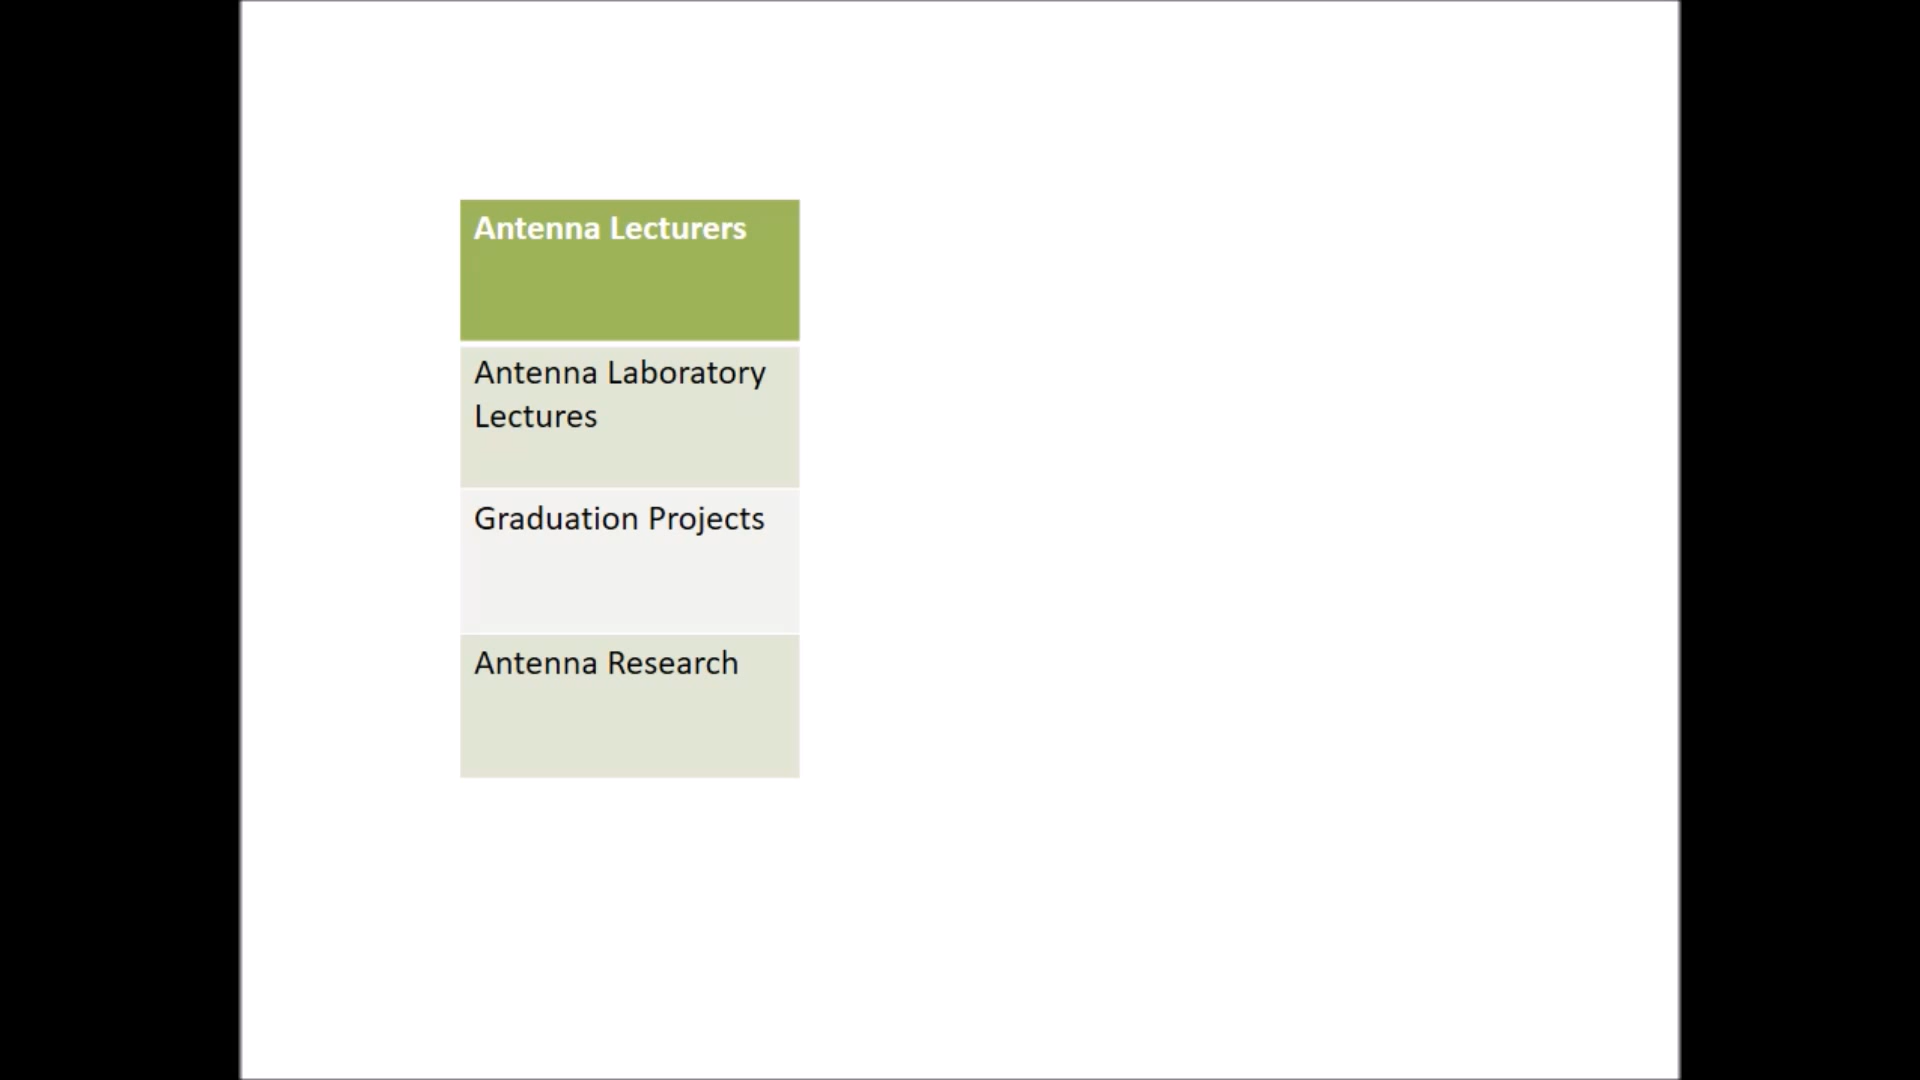 Antenna Lecturers
Antenna Laboratory
Lectures
Graduation Projects
Antenna Research